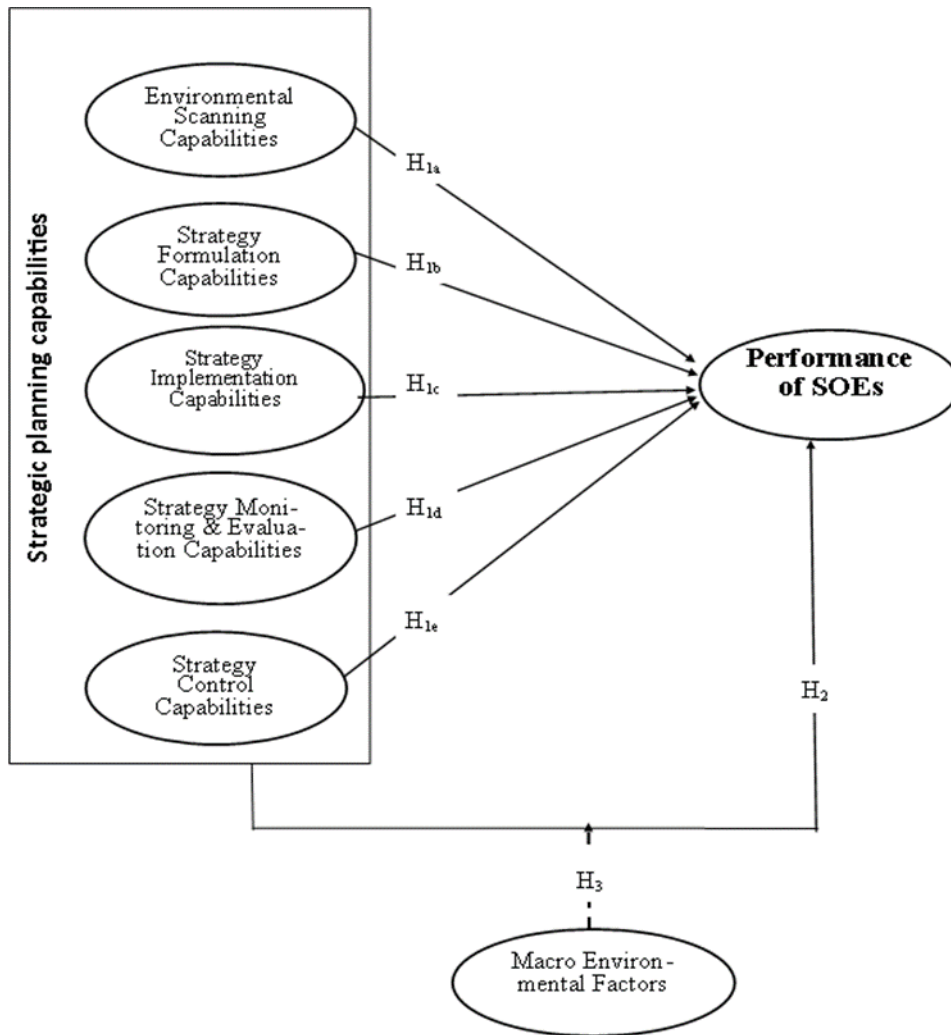 Strategic planning capabilities
Environmental
Scanning
Capabilities
H1a
Strategy
Formulation
Capabilities
H1b
Strategy
Implementation
Capabilities
H1c
Performance
of SOEs
Strategy Moni-
toring & Evalua-
tion Capabilities
H1d
H1e
Strategy
Control
Capabilities
H2
H3
Macro Environ-
mental Factors